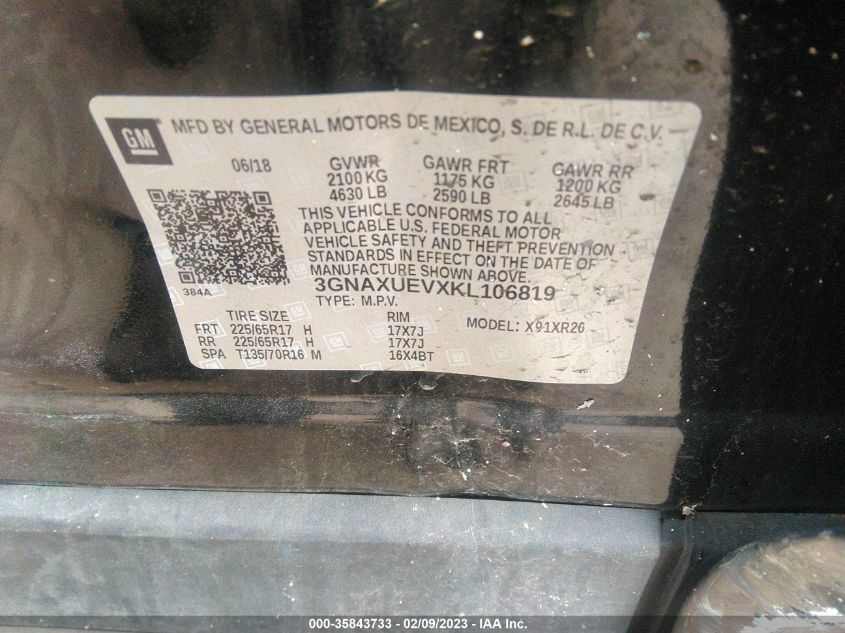 GM MFD BY GENERAL MOTORS DE MEXICO, S. DE R.L. DE C.V.
06/18 GVWR GAWR FRT GAWR RR
2100 KG 1175 KG 1200 KG
4630 LB 2590 LB 2645 LB
THIS VEHICLE CONFORMS TO ALL
APPLICABLE U.S. FEDERAL MOTOR
VEHICLE SAFETY AND THEFT PREVENTION
STANDARDS IN EFFECT ON THE DATE OF
MANUFACTURE SHOWN ABOVE.
384A 3GNAXUEVXKL106819
TYPE: M.P.V.
TIRE SIZE RIM MODEL: X91XR26
FRT 225/65R17 H 17X7J
RR 225/65R17 H 17X7J
SPA T135/70R16 M 16X4BT
000-35843733 - 02/09/2023 - IAA Inc.